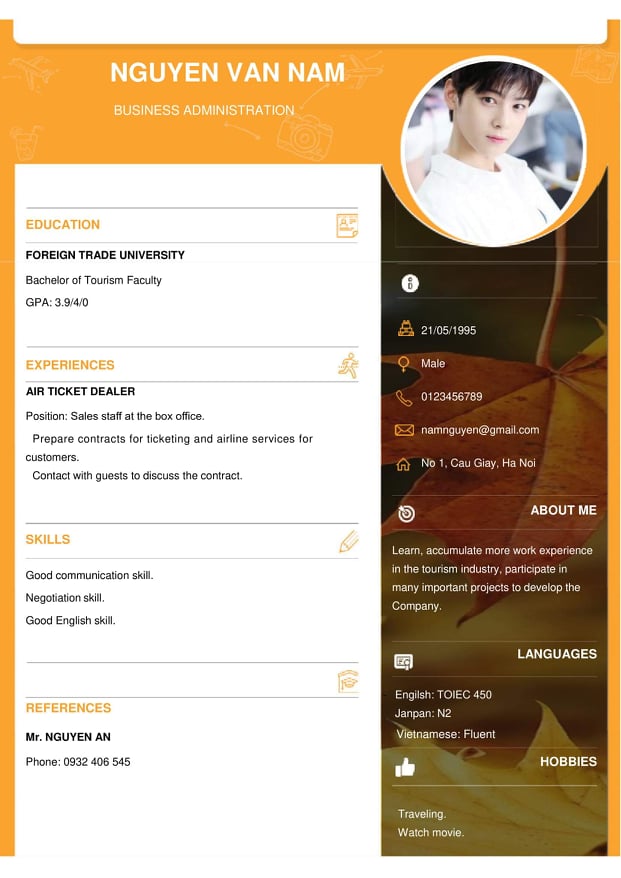 NGUYEN VAN NAM
BUSINESS ADMINISTRATION
EDUCATION
FOREIGN TRADE UNIVERSITY
Bachelor of Tourism Faculty
GPA: 3.9/4/0
EXPERIENCES
AIR TICKET DEALER
Position: Sales staff at the box office.
Prepare contracts for ticketing and airline services for
customers.
Contact with guests to discuss the contract.
SKILLS
Good communication skill.
Negotiation skill.
Good English skill.
REFERENCES
Mr. NGUYEN AN
Phone: 0932 406 545
21/05/1995
Male
0123456789
namnguyen@gmail.com
No 1, Cau Giay, Ha Noi
ABOUT ME
Learn, accumulate more work experience
in the tourism industry, participate in
many important projects to develop the
Company.
LANGUAGES
Engilsh: TOIEC 450
Janpan: N2
Vietnamese: Fluent
HOBBIES
Traveling.
Watch movie.